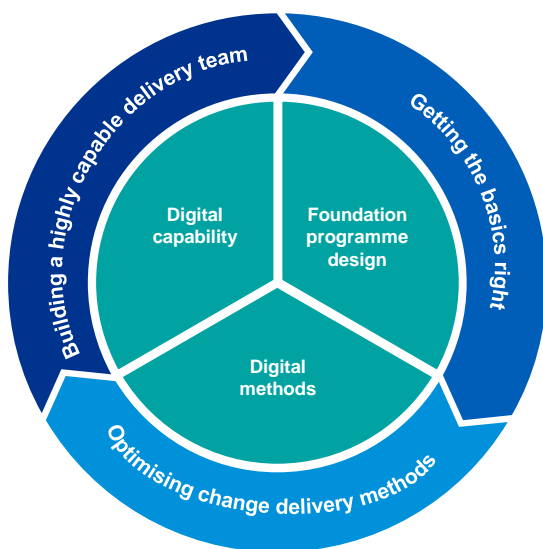 Building a highly capable delivery team
Getting the basics right
Optimising change delivery methods
Digital
capability
Foundation
programme
design
Digital
methods